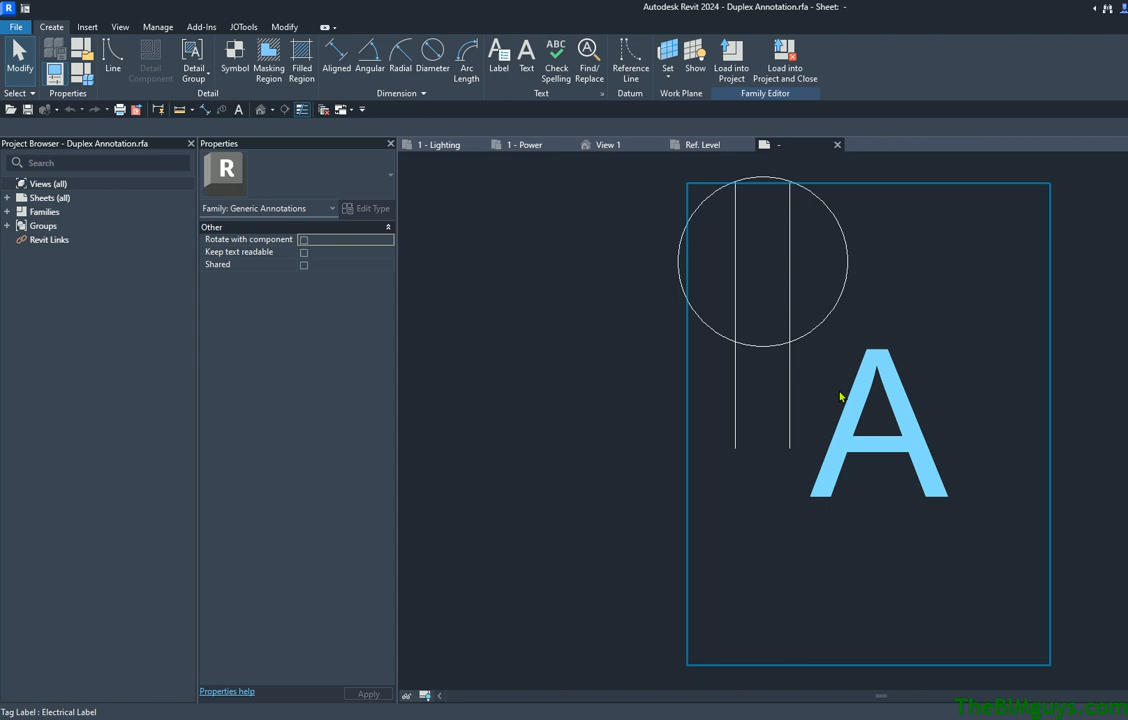 Autodesk Revit 2024 - Duplex Annotation.rfa - Sheet: -
File Create Insert View Manage Add-Ins JOTools Modify
Modify Line Detail Component Detail Group Symbol Masking Region Filled Region Aligned Angular Radial Diameter Arc Length Label Text Check Spelling Find/ Replace Reference Line Set Show Load into Project Load into Project and Close
Select Properties Detail Dimension Text Datum Work Plane Family Editor
Project Browser - Duplex Annotation.rfa
Search
Views (all)
Sheets (all)
Families
Groups
Revit Links
Properties
R
Family: Generic Annotations Edit Type
Other
Rotate with component
Keep text readable
Shared
Properties help Apply
1 - Lighting 1 - Power View 1 Ref. Level -
A
Tag Label : Electrical Label
TheBIMguys.com